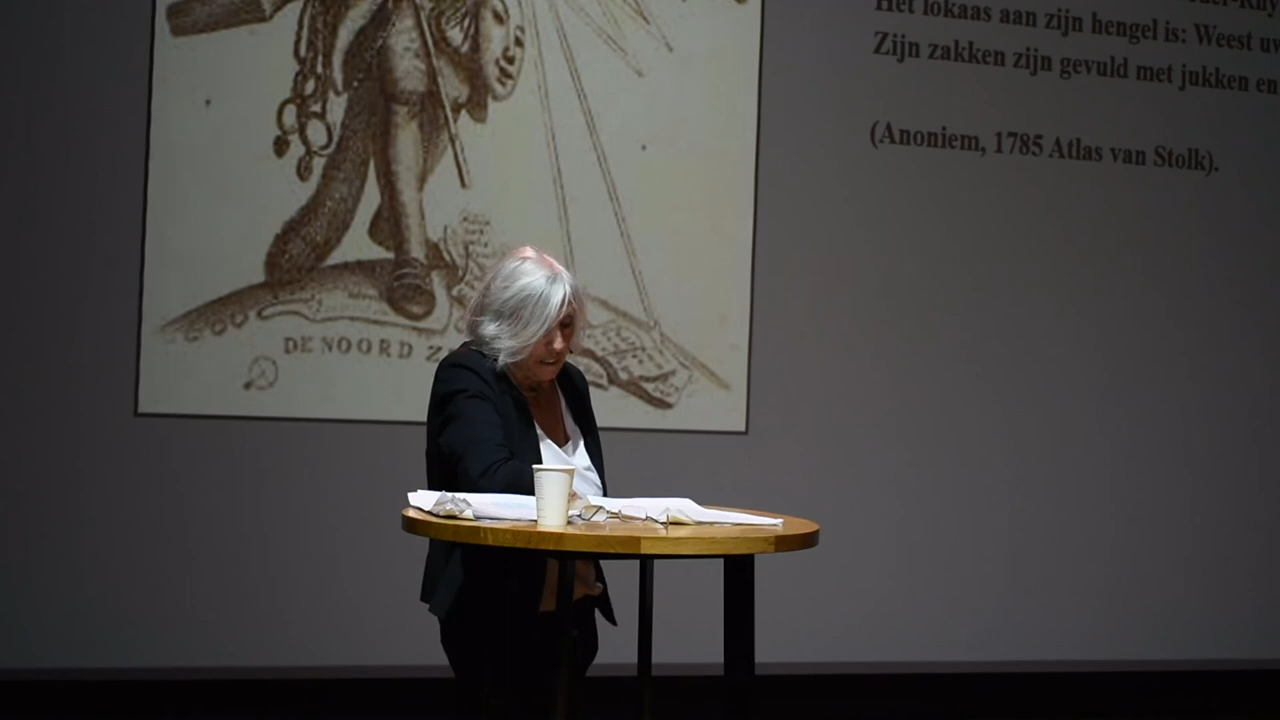 Het lokaas aan zijn hengel is: Weest
Zijn zakken zijn gevuld met jukken en
(Anoniem, 1785 Atlas van Stolk).
DE NOORD